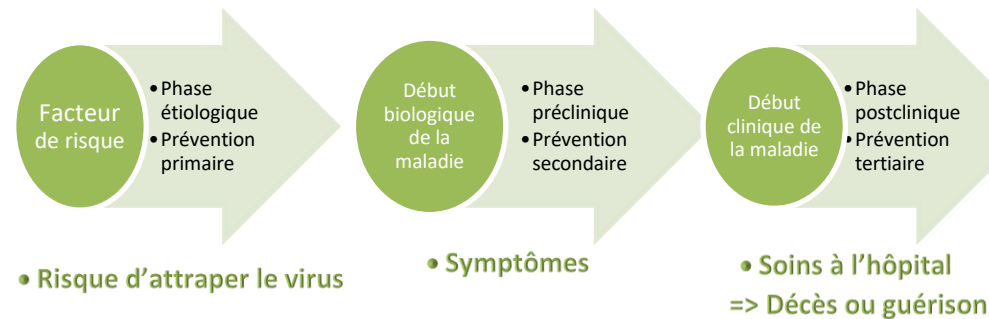 Facteur
de risque
•Phase
étiologique
•Prévention
primaire
Début
biologique
de la
maladie
•Phase
préclinique
•Prévention
secondaire
Début
clinique de
la maladie
•Phase
postclinique
•Prévention
tertiaire
• Risque d'attraper le virus
• Symptômes
• Soins à l'hôpital
=> Décès ou guérison